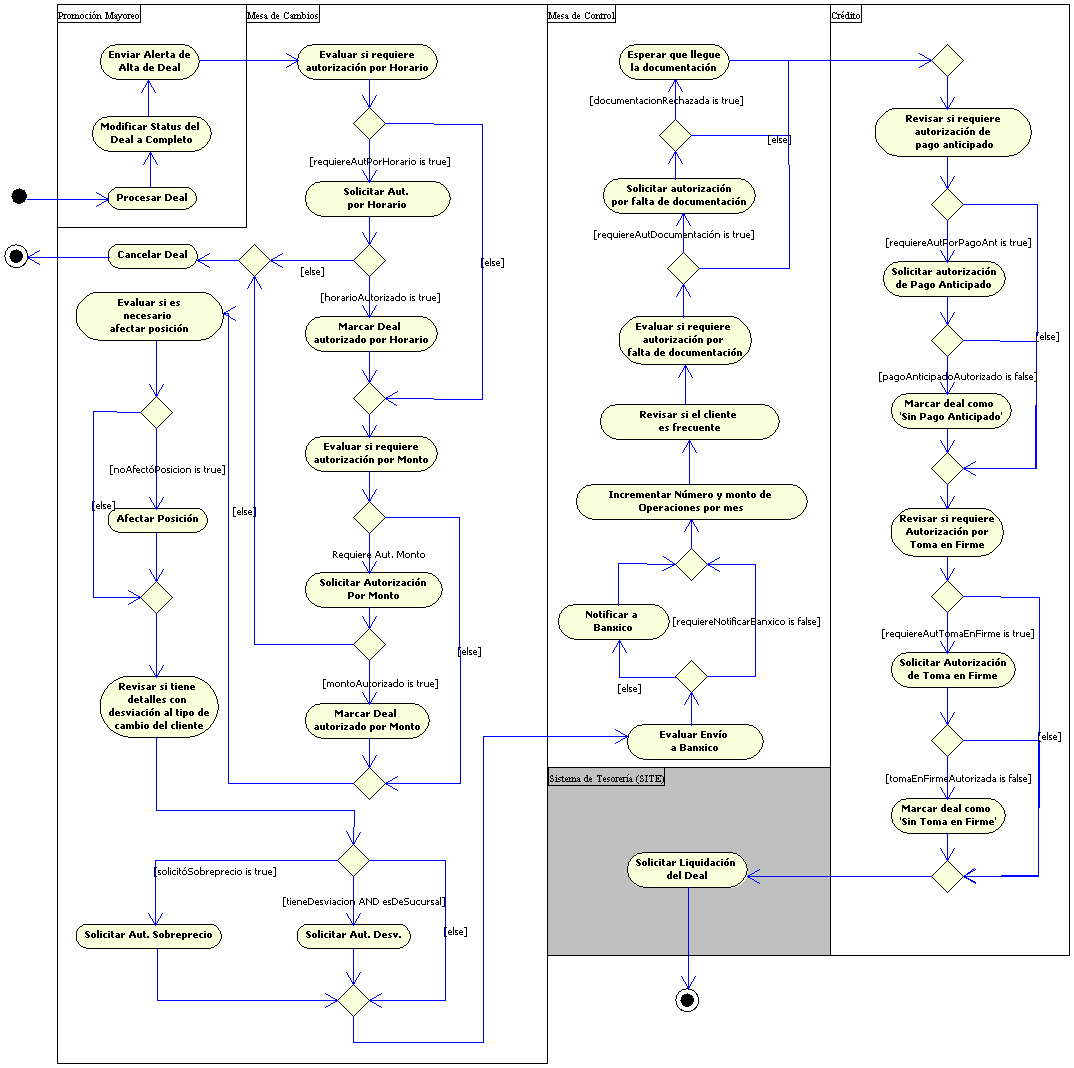 Promoción Mayoreo
Mesa de Cambios
Mesa de Control
Crédito
Enviar Alerta de
Alta de Deal
Modificar Status del
Deal a Completo
Procesar Deal
Cancelar Deal
Evaluar si es
necesario
afectar posición
[noAfectóPosicion is true]
[else]
Afectar Posición
Revisar si tiene
detalles con
desviación al tipo de
cambio del cliente
Evaluar si requiere
autorización por Horario
[requiereAutPorHorario is true]
Solicitar Aut.
por Horario
[else]
[else]
[horarioAutorizado is true]
Marcar Deal
autorizado por Horario
Evaluar si requiere
autorización por Monto
[else]
Requiere Aut. Monto
Solicitar Autorización
Por Monto
[else]
[montoAutorizado is true]
Marcar Deal
autorizado por Monto
[solicitóSobreprecio is true]
[tieneDesviacion AND esDeSucursal]
[else]
Solicitar Aut. Sobreprecio
Solicitar Aut. Desv.
Esperar que llegue
la documentación
[documentacionRechazada is true]
[else]
Solicitar autorización
por falta de documentación
[requiereAutDocumentación is true]
Evaluar si requiere
autorización por
falta de documentación
Revisar si el cliente
es frecuente
Incrementar Número y monto de
Operaciones por mes
Notificar a
Banxico
[requiereNotificarBanxico is false]
[else]
Evaluar Envío
a Banxico
Sistema de Tesorería (SITE)
Solicitar Liquidación
del Deal
Revisar si requiere
autorización de
pago anticipado
[requiereAutPorPagoAnt is true]
Solicitar autorización
de Pago Anticipado
[else]
[pagoAnticipadoAutorizado is false]
Marcar deal como
'Sin Pago Anticipado'
Revisar si requiere
Autorización por
Toma en Firme
[requiereAutTomaEnFirme is true]
Solicitar Autorización
de Toma en Firme
[else]
[tomaEnFirmeAutorizada is false]
Marcar deal como
'Sin Toma en Firme'